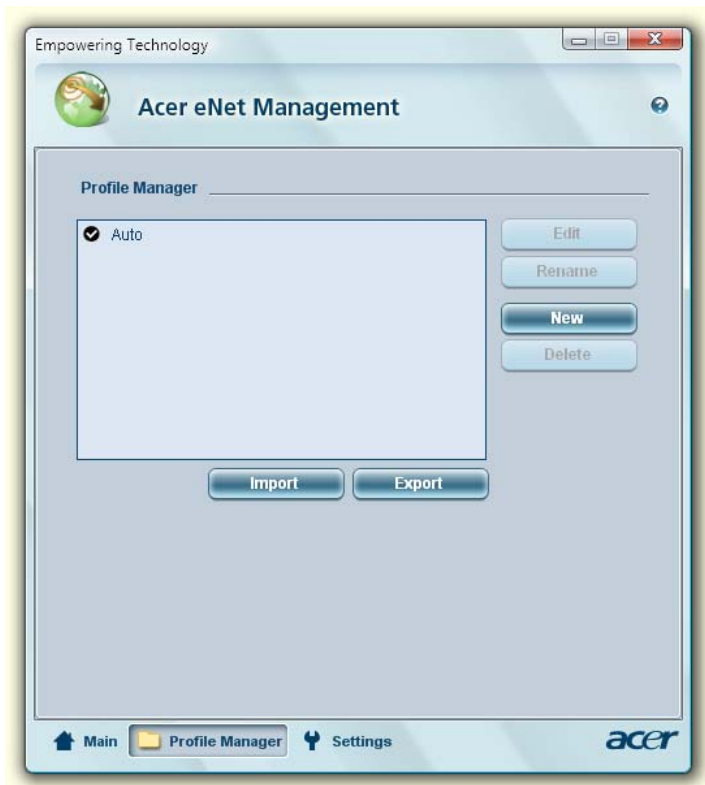 Empowering Technology
Acer eNet Management
Profile Manager
Auto
Edit
Rename
New
Delete
Import Export
Main Profile Manager Settings acer